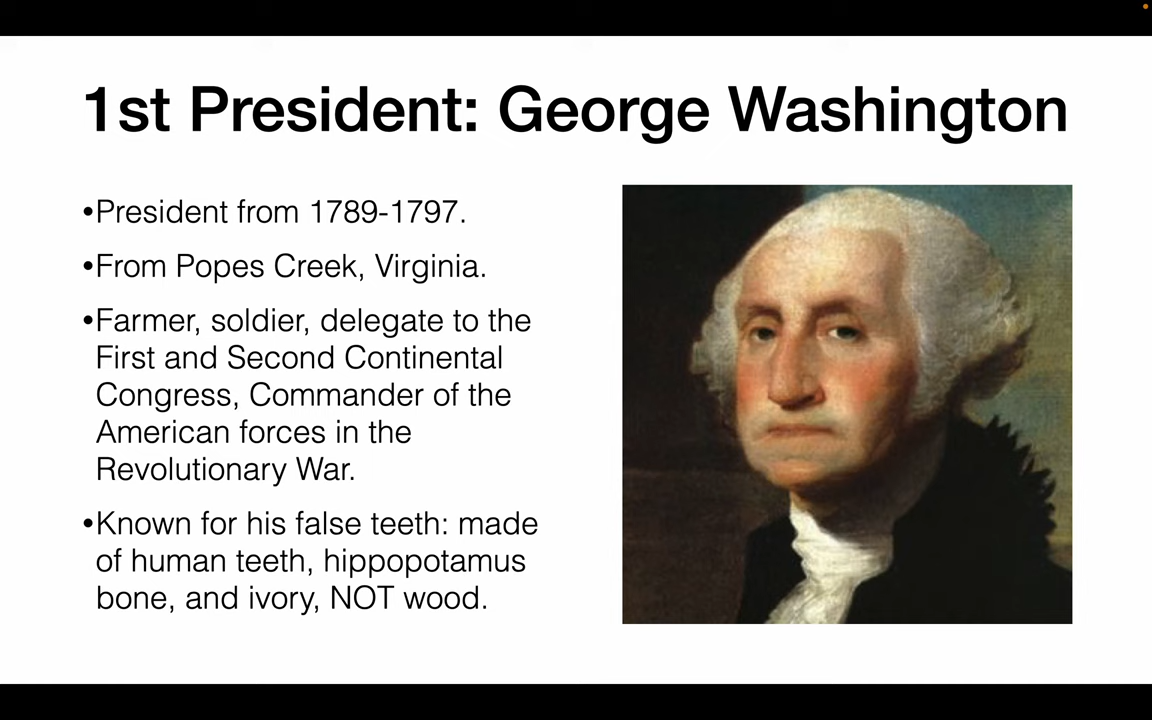 1st President: George Washington
•President from 1789-1797.
•From Popes Creek, Virginia.
•Farmer, soldier, delegate to the
First and Second Continental
Congress, Commander of the
American forces in the
Revolutionary War.
•Known for his false teeth: made
of human teeth, hippopotamus
bone, and ivory, NOT wood.